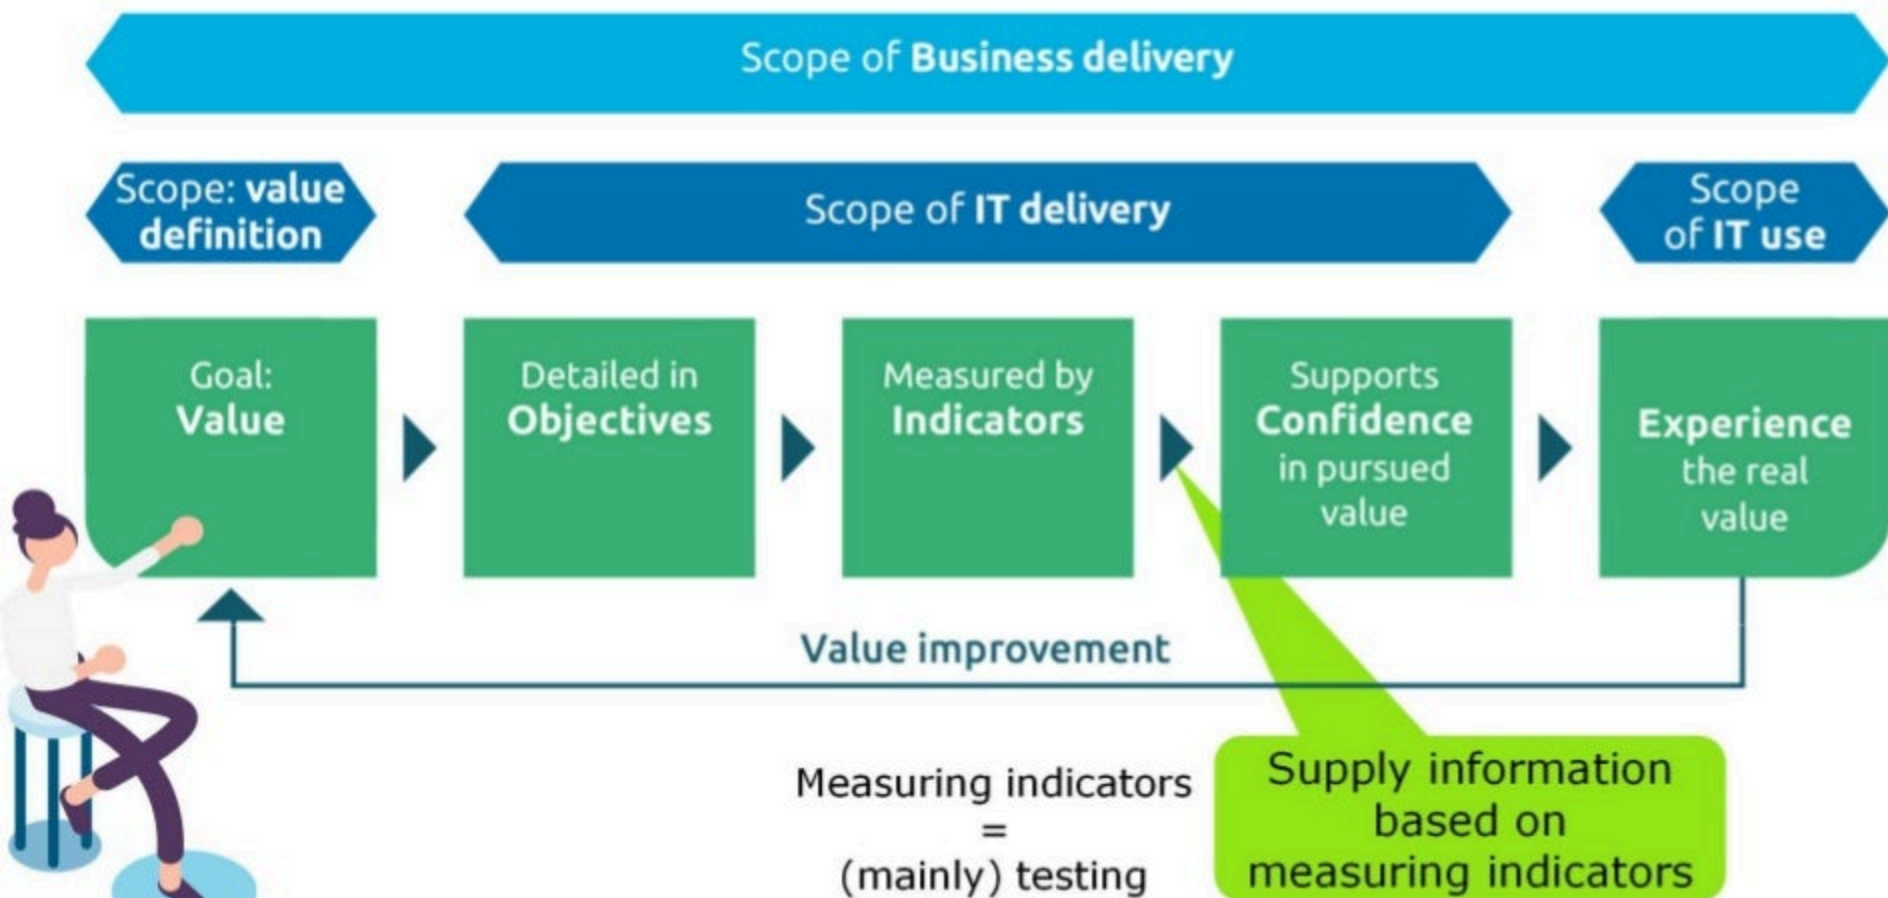 Scope of Business delivery
Scope: value
definition
Scope of IT delivery
Scope
of IT use
Goal:
Value
Detailed in
Objectives
Measured by
Indicators
Supports
Confidence
in pursued
value
Experience
the real
value
Value improvement
Measuring indicators
=
(mainly) testing
Supply information
based on
measuring indicators